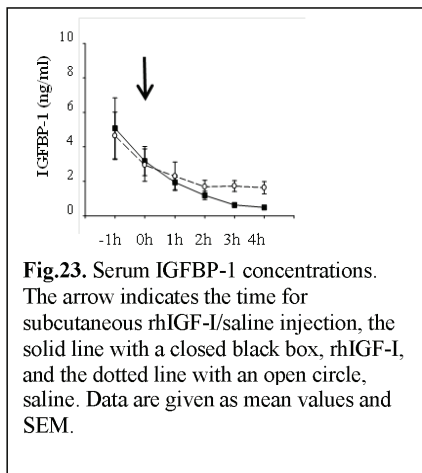 10
8
6
4
2
0
IGFBP-1 (ng/ml)
-1h 0h 1h 2h 3h 4h
Fig.23. Serum IGFBP-1 concentrations.
The arrow indicates the time for
subcutaneous rhIGF-I/saline injection, the
solid line with a closed black box, rhIGF-I,
and the dotted line with an open circle,
saline. Data are given as mean values and
SEM.